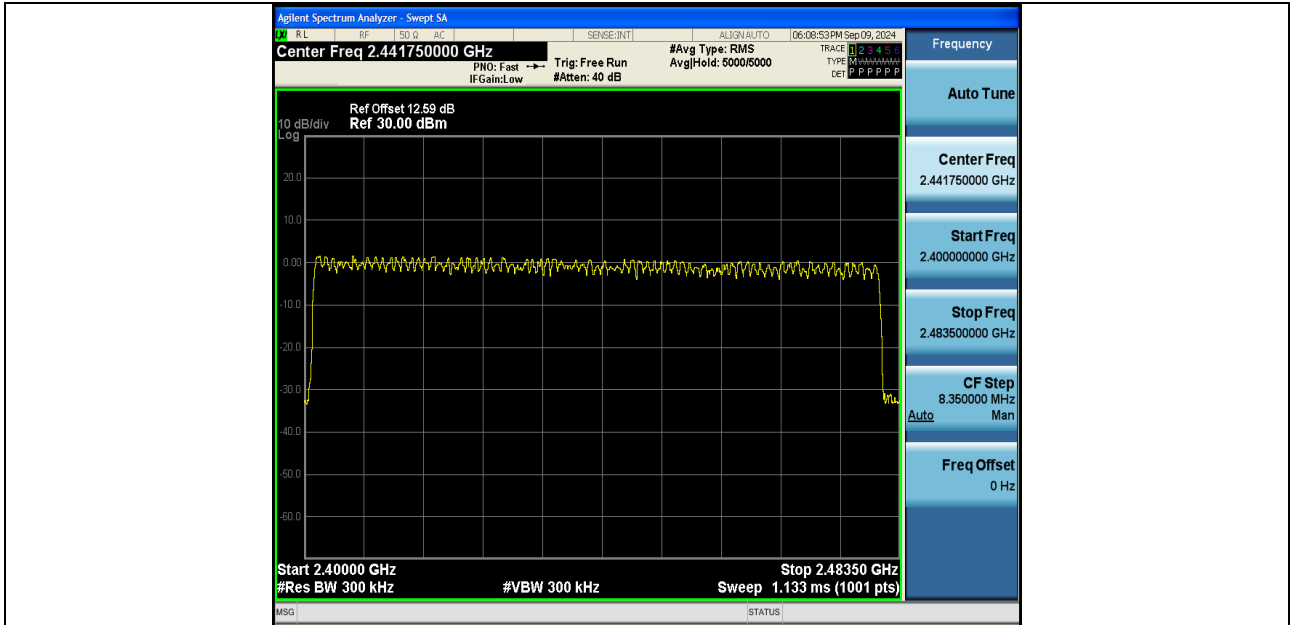 Agilent Spectrum Analyzer - Swept SA
LXI RL RF 50 Ω AC SENSE:INT ALIGN AUTO 06:08:53 PM Sep 09, 2024
Center Freq 2.441750000 GHz
PNO: Fast
IFGain:Low
Trig: Free Run
#Atten: 40 dB
#Avg Type: RMS
Avg|Hold: 5000/5000
TRACE 1 2 3 4 5 6
TYPE MWWWWW
DET P P P P P P
Ref Offset 12.59 dB
10 dB/div Ref 30.00 dBm
Log
20.0
10.0
0.00
-10.0
-20.0
-30.0
-40.0
-50.0
-60.0
Start 2.40000 GHz Stop 2.48350 GHz
#Res BW 300 kHz #VBW 300 kHz Sweep 1.133 ms (1001 pts)
MSG STATUS
Frequency
Auto Tune
Center Freq
2.441750000 GHz
Start Freq
2.400000000 GHz
Stop Freq
2.483500000 GHz
CF Step
8.350000 MHz
Auto Man
Freq Offset
0 Hz